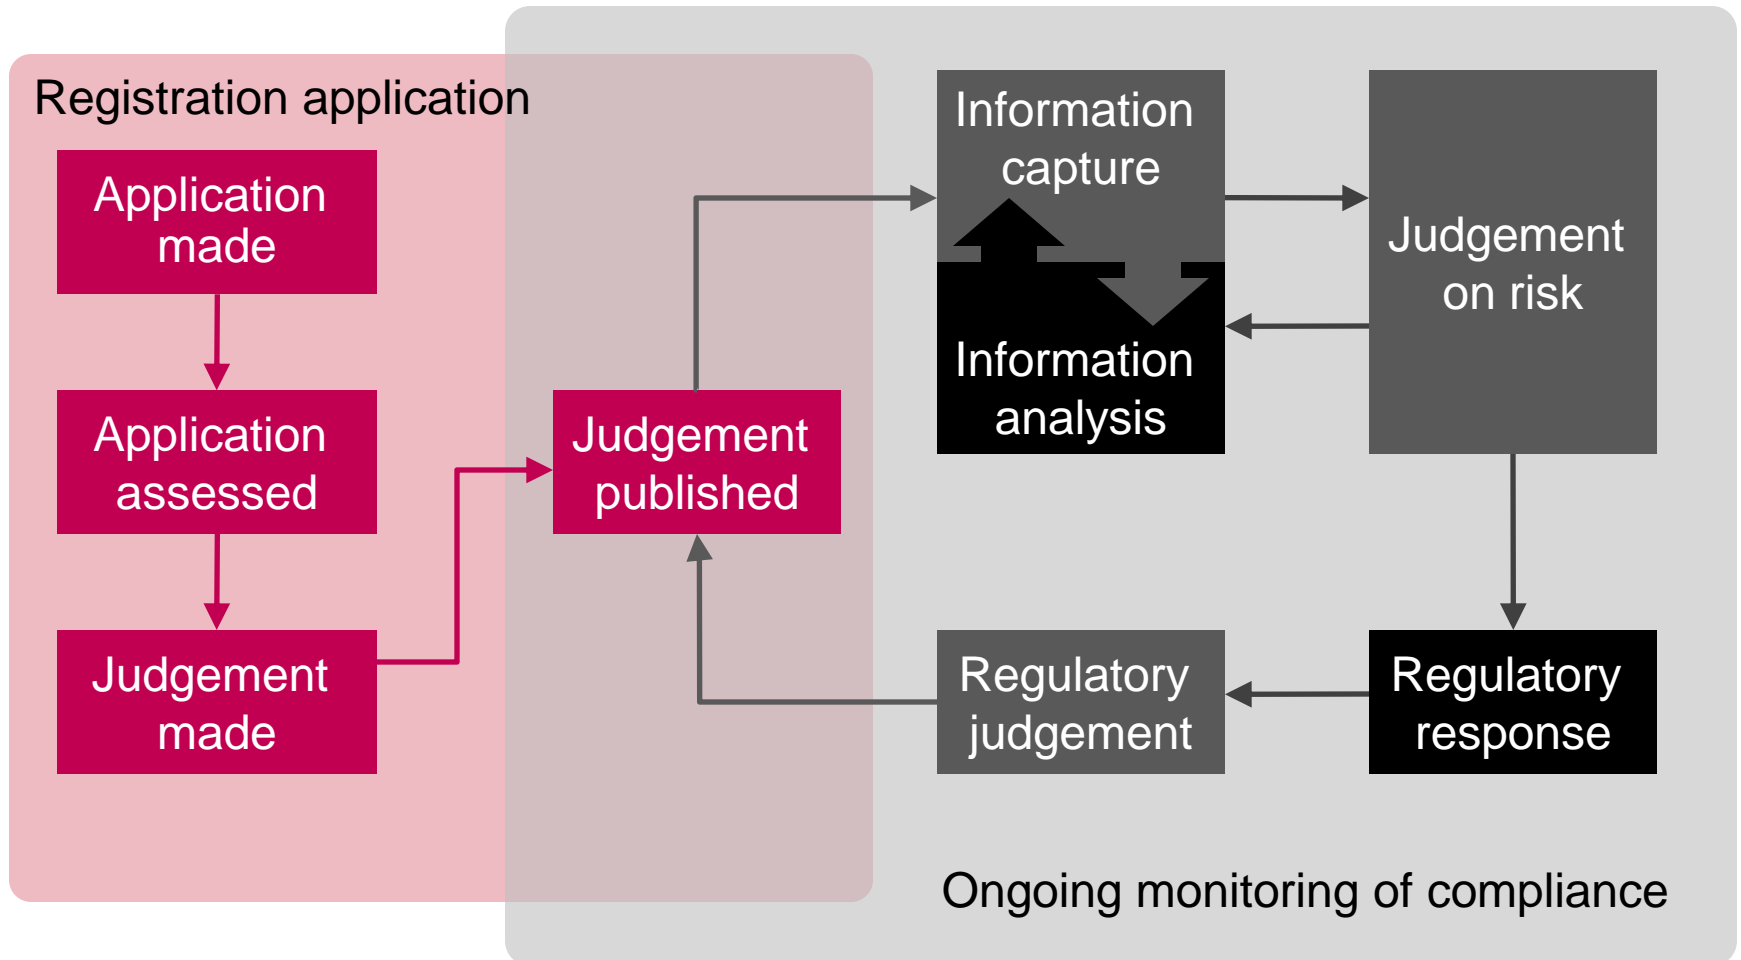 Registration application
Application
made
Application
assessed
Judgement
made
Judgement
published
Information
capture
Information
analysis
Judgement
on risk
Regulatory
response
Regulatory
judgement
Ongoing monitoring of compliance